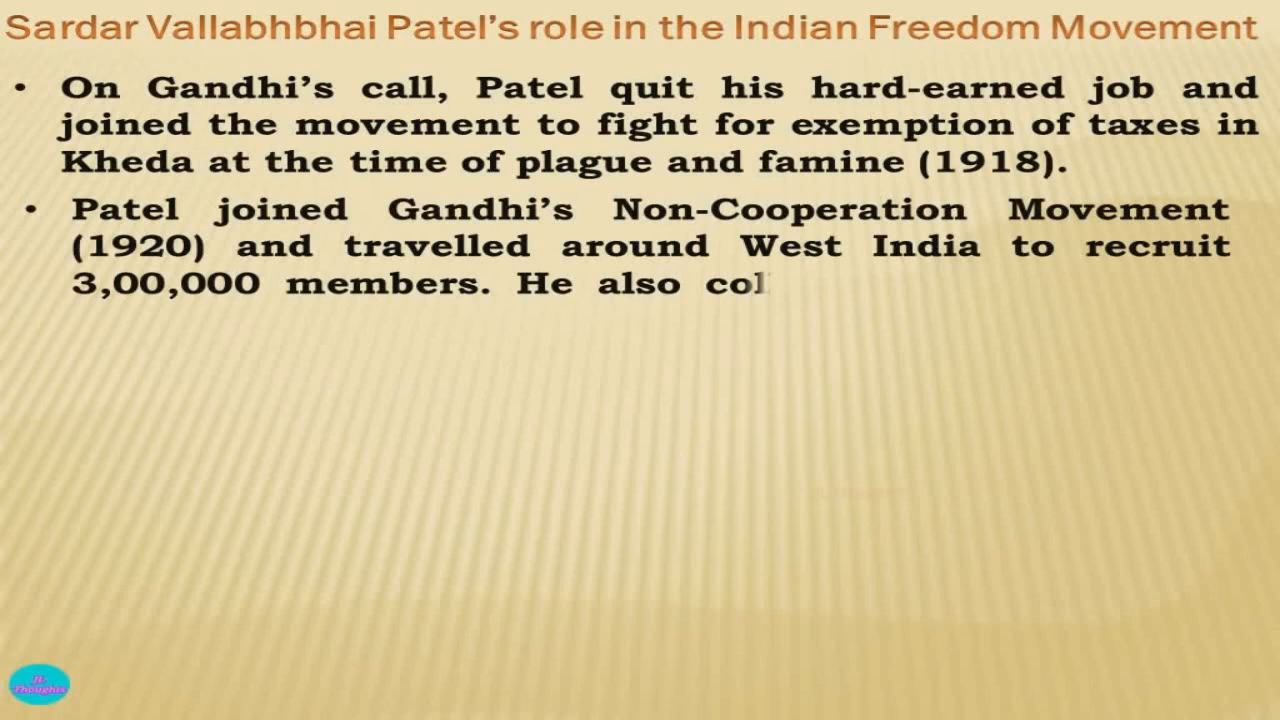 Sardar Vallabhbhai Patel's role in the Indian Freedom Movement
• On Gandhi's call, Patel quit his hard-earned job and
joined the movement to fight for exemption of taxes in
Kheda at the time of plague and famine (1918).
• Patel joined Gandhi's Non-Cooperation Movement
(1920) and travelled around West India to recruit
3,00,000 members. He also
JL
Thoughts